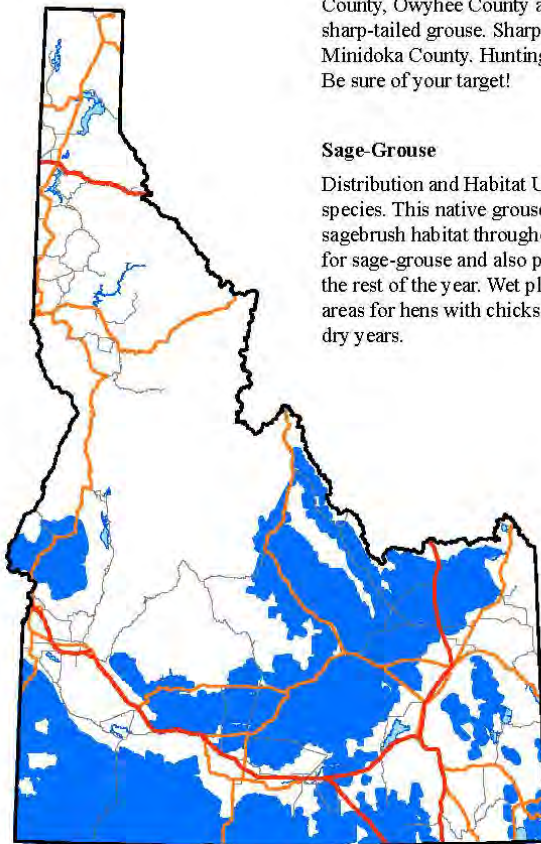 County, Owyhee County a
sharp-tailed grouse. Sharp
Minidoka County. Hunting
Be sure of your target!
Sage-Grouse
Distribution and Habitat U
species. This native grouse
sagebrush habitat througho
for sage-grouse and also p
the rest of the year. Wet pl
areas for hens with chicks
dry years.